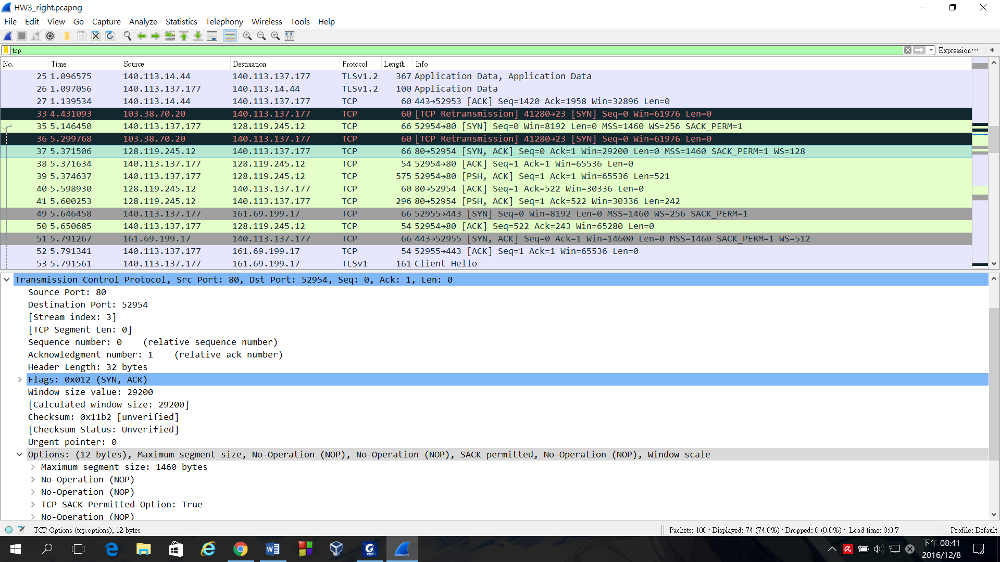 HW3_right.pcapng
File Edit View Go Capture Analyze Statistics Telephony Wireless Tools Help
tcp Expression… +
No. Time Source Destination Protocol Length Info
25 1.096575 140.113.14.44 140.113.137.177 TLSv1.2 367 Application Data, Application Data
26 1.097056 140.113.137.177 140.113.14.44 TLSv1.2 100 Application Data
27 1.139534 140.113.14.44 140.113.137.177 TCP 60 443→52953 [ACK] Seq=1420 Ack=1958 Win=32896 Len=0
33 4.431093 103.38.70.20 140.113.137.177 TCP 60 [TCP Retransmission] 41280→23 [SYN] Seq=0 Win=61976 Len=0
35 5.146450 140.113.137.177 128.119.245.12 TCP 66 52954→80 [SYN] Seq=0 Win=8192 Len=0 MSS=1460 WS=256 SACK_PERM=1
36 5.299768 103.38.70.20 140.113.137.177 TCP 60 [TCP Retransmission] 41280→23 [SYN] Seq=0 Win=61976 Len=0
37 5.371506 128.119.245.12 140.113.137.177 TCP 66 80→52954 [SYN, ACK] Seq=0 Ack=1 Win=29200 Len=0 MSS=1460 SACK_PERM=1 WS=128
38 5.371634 140.113.137.177 128.119.245.12 TCP 54 52954→80 [ACK] Seq=1 Ack=1 Win=65536 Len=0
39 5.374637 140.113.137.177 128.119.245.12 TCP 575 52954→80 [PSH, ACK] Seq=1 Ack=1 Win=65536 Len=521
40 5.598930 128.119.245.12 140.113.137.177 TCP 60 80→52954 [ACK] Seq=1 Ack=522 Win=30336 Len=0
41 5.600253 128.119.245.12 140.113.137.177 TCP 296 80→52954 [PSH, ACK] Seq=1 Ack=522 Win=30336 Len=242
49 5.646458 140.113.137.177 161.69.199.17 TCP 66 52955→443 [SYN] Seq=0 Win=8192 Len=0 MSS=1460 WS=256 SACK_PERM=1
50 5.650685 140.113.137.177 128.119.245.12 TCP 54 52954→80 [ACK] Seq=522 Ack=243 Win=65280 Len=0
51 5.791267 161.69.199.17 140.113.137.177 TCP 66 443→52955 [SYN, ACK] Seq=0 Ack=1 Win=14600 Len=0 MSS=1460 SACK_PERM=1 WS=512
52 5.791341 140.113.137.177 161.69.199.17 TCP 54 52955→443 [ACK] Seq=1 Ack=1 Win=65536 Len=0
53 5.791561 140.113.137.177 161.69.199.17 TLSv1 161 Client Hello
Transmission Control Protocol, Src Port: 80, Dst Port: 52954, Seq: 0, Ack: 1, Len: 0
Source Port: 80
Destination Port: 52954
[Stream index: 3]
[TCP Segment Len: 0]
Sequence number: 0 (relative sequence number)
Acknowledgment number: 1 (relative ack number)
Header Length: 32 bytes
Flags: 0x012 (SYN, ACK)
Window size value: 29200
[Calculated window size: 29200]
Checksum: 0x11b2 [unverified]
[Checksum Status: Unverified]
Urgent pointer: 0
Options: (12 bytes), Maximum segment size, No-Operation (NOP), No-Operation (NOP), SACK permitted, No-Operation (NOP), Window scale
Maximum segment size: 1460 bytes
No-Operation (NOP)
No-Operation (NOP)
TCP SACK Permitted Option: True
No-Operation (NOP)
TCP Options (tcp.options), 12 bytes Packets: 100 · Displayed: 74 (74.0%) · Dropped: 0 (0.0%) · Load time: 0:0.7 Profile: Default
下午 08:41
2016/12/8